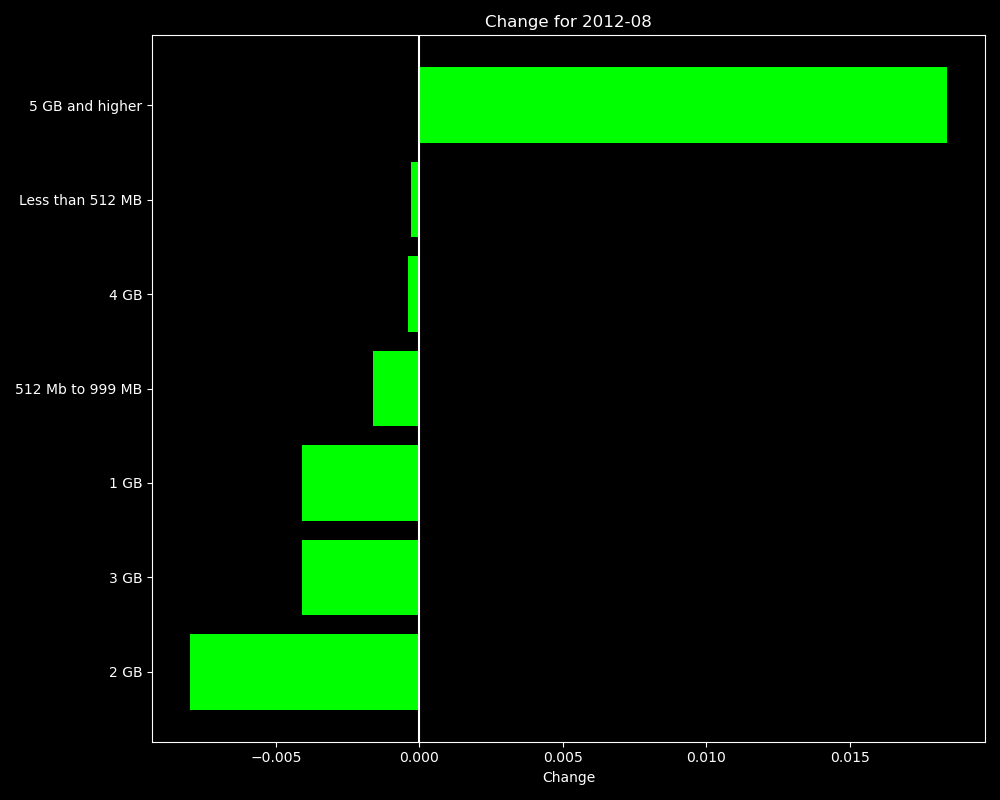 Change for 2012-08
5 GB and higher
Less than 512 MB
4 GB
512 Mb to 999 MB
1 GB
3 GB
2 GB
−0.005 0.000 0.005 0.010 0.015
Change